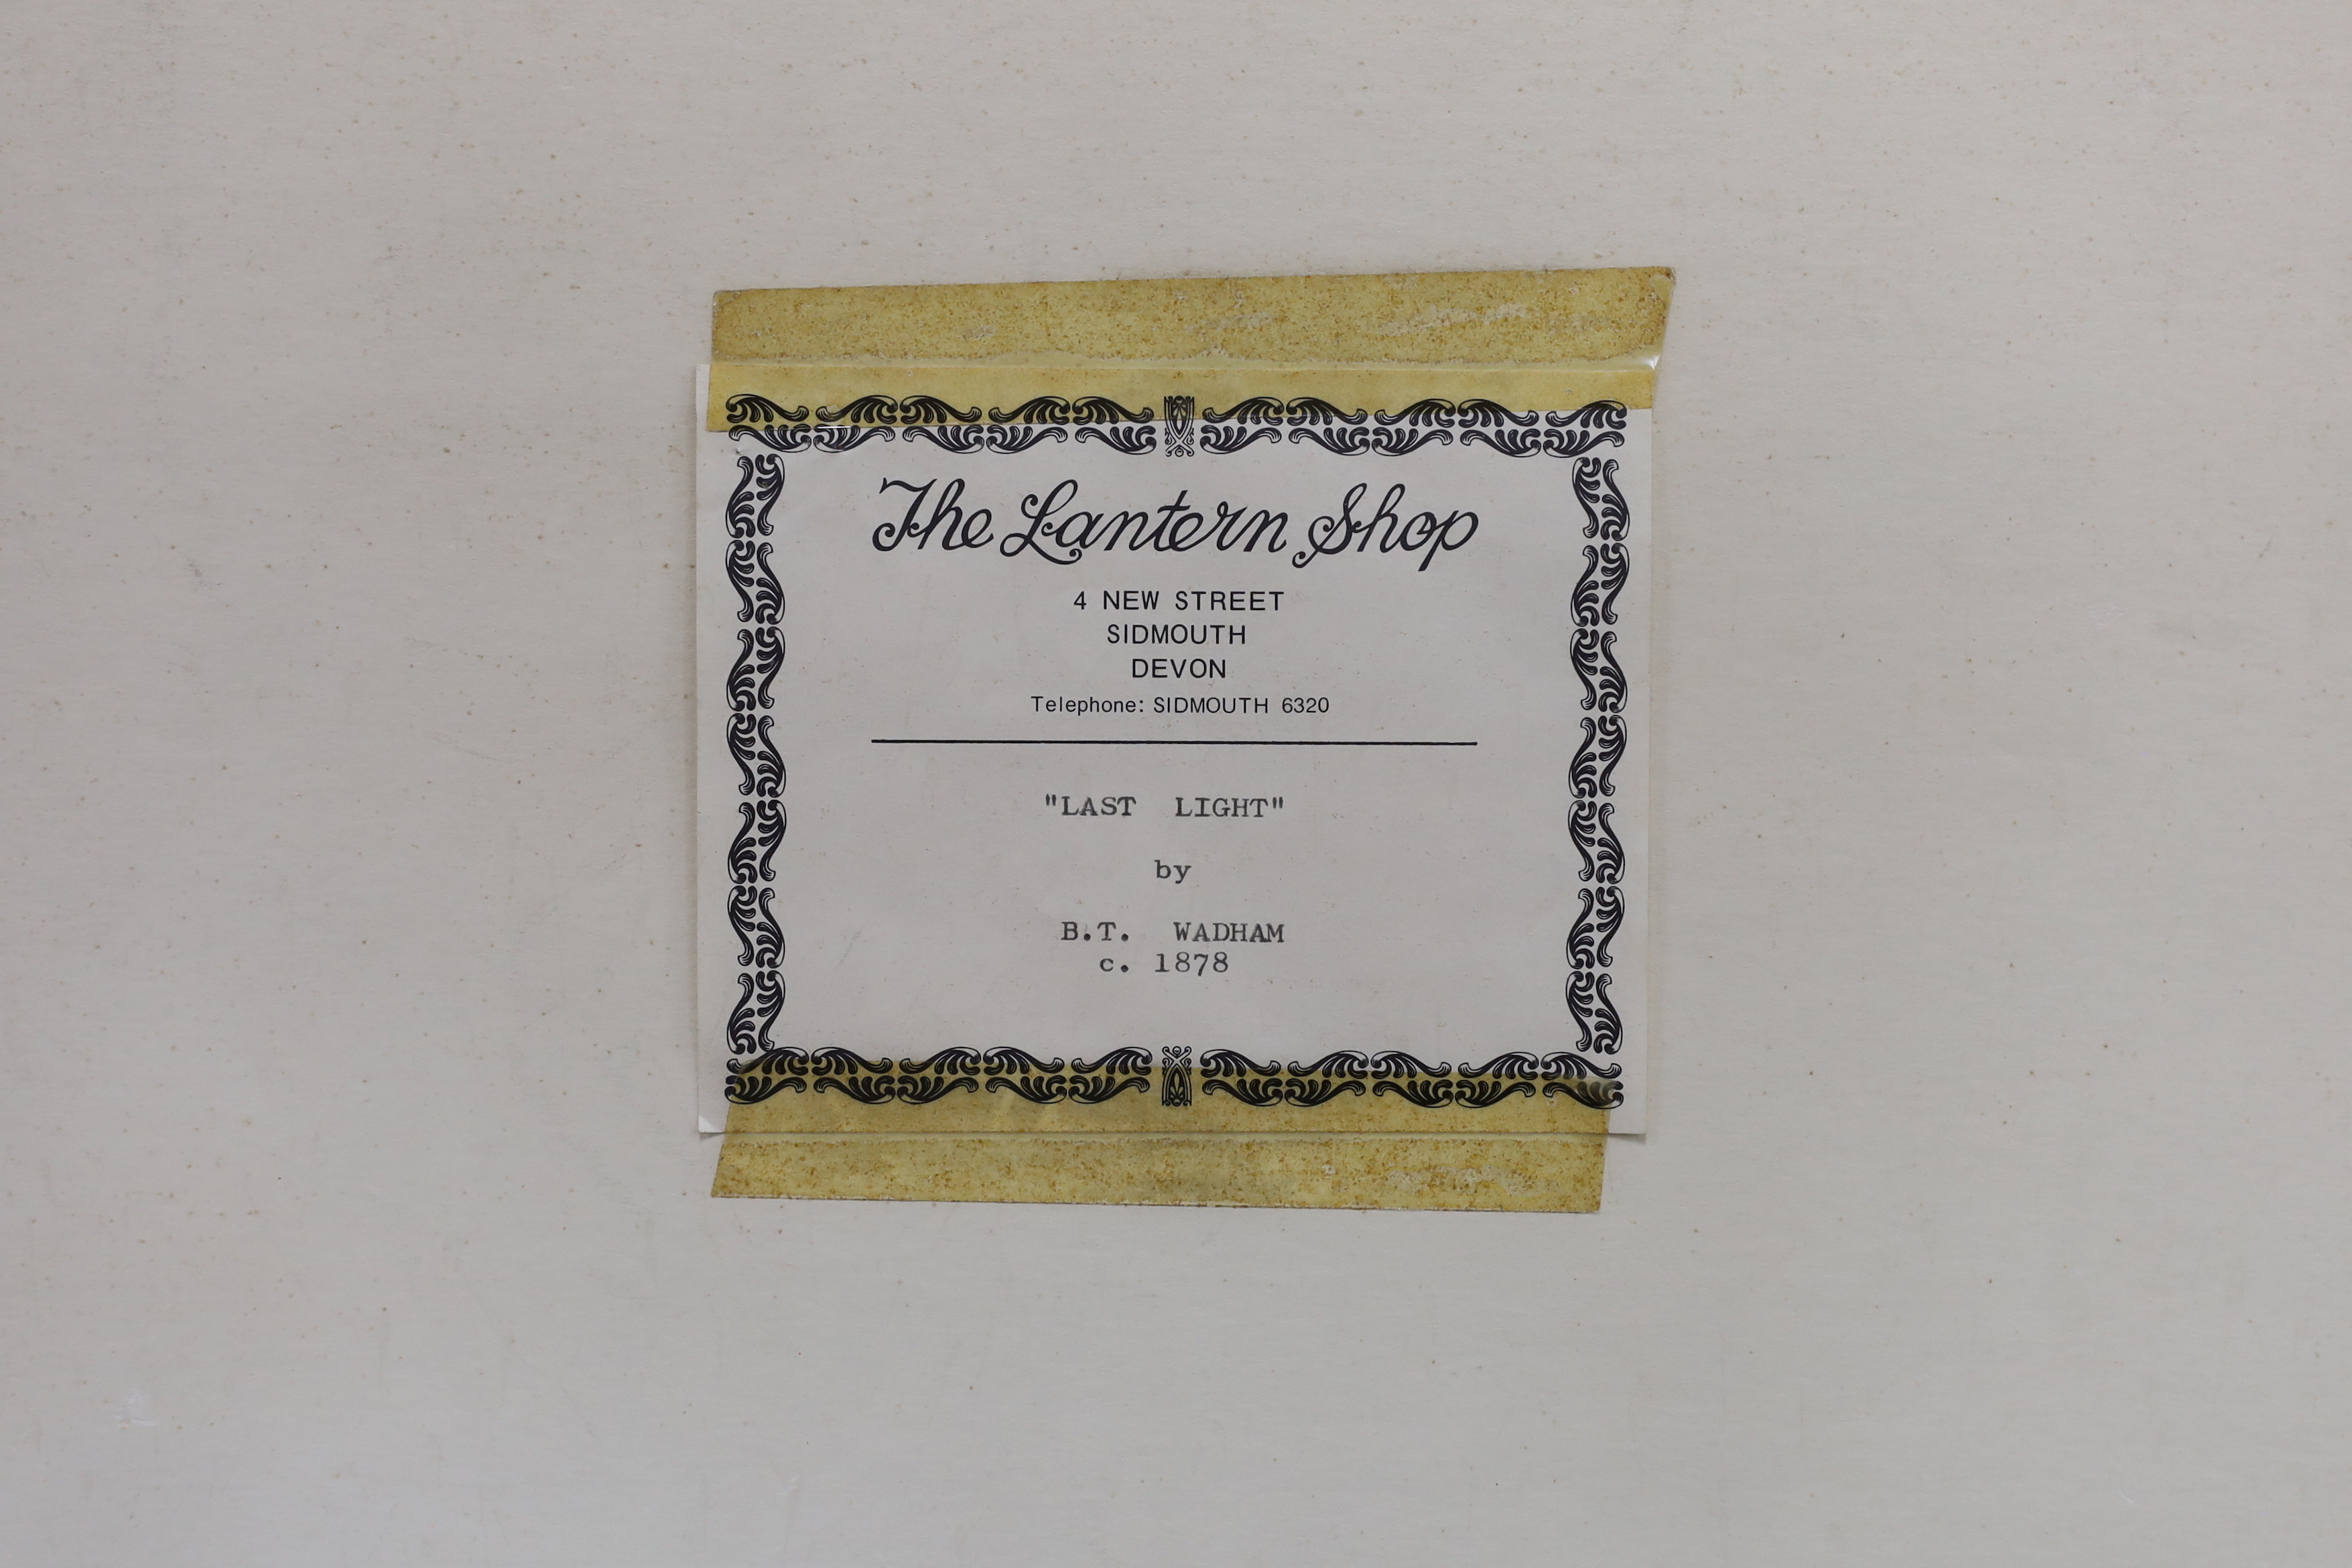 The Lantern Shop
4 NEW STREET
SIDMOUTH
DEVON
Telephone: SIDMOUTH 6320
"LAST LIGHT"
by
B.T. WADHAM
c. 1878